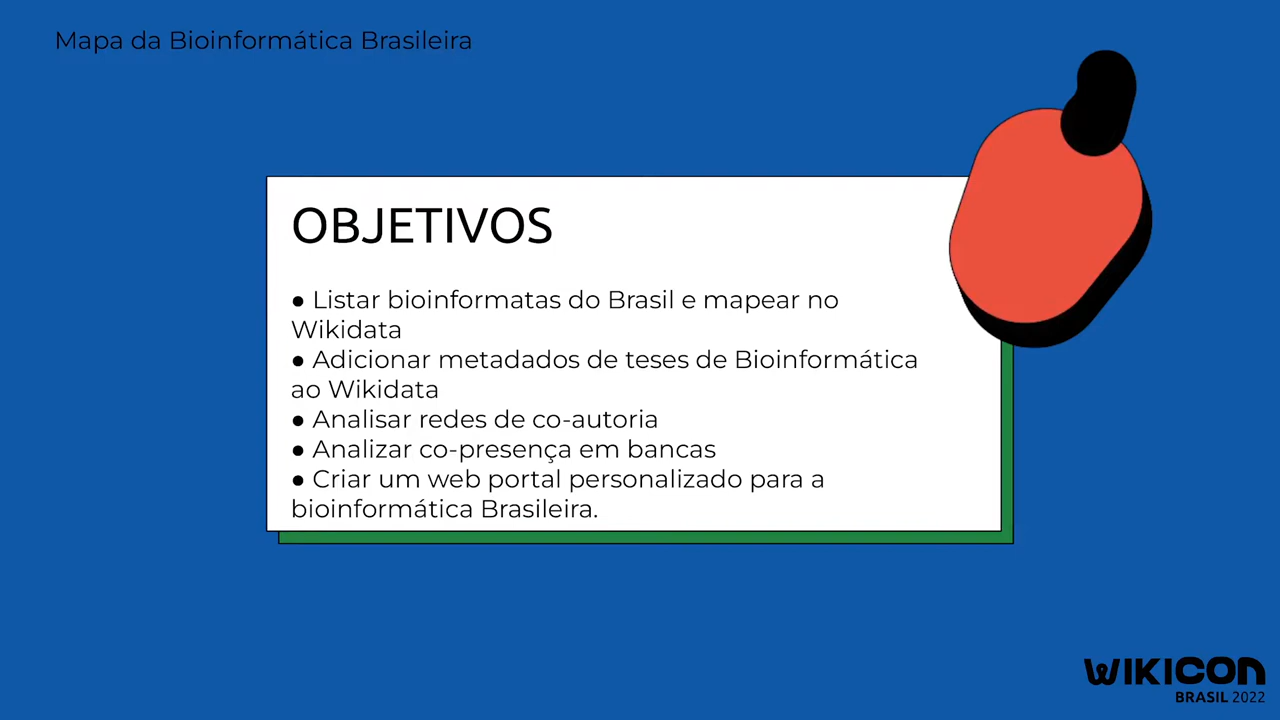 Mapa da Bioinformática Brasileira
OBJETIVOS
● Listar bioinformatas do Brasil e mapear no
Wikidata
● Adicionar metadados de teses de Bioinformática
ao Wikidata
● Analisar redes de co-autoria
● Analizar co-presença em bancas
● Criar um web portal personalizado para a
bioinformática Brasileira.
WIKICON
BRASIL 2022